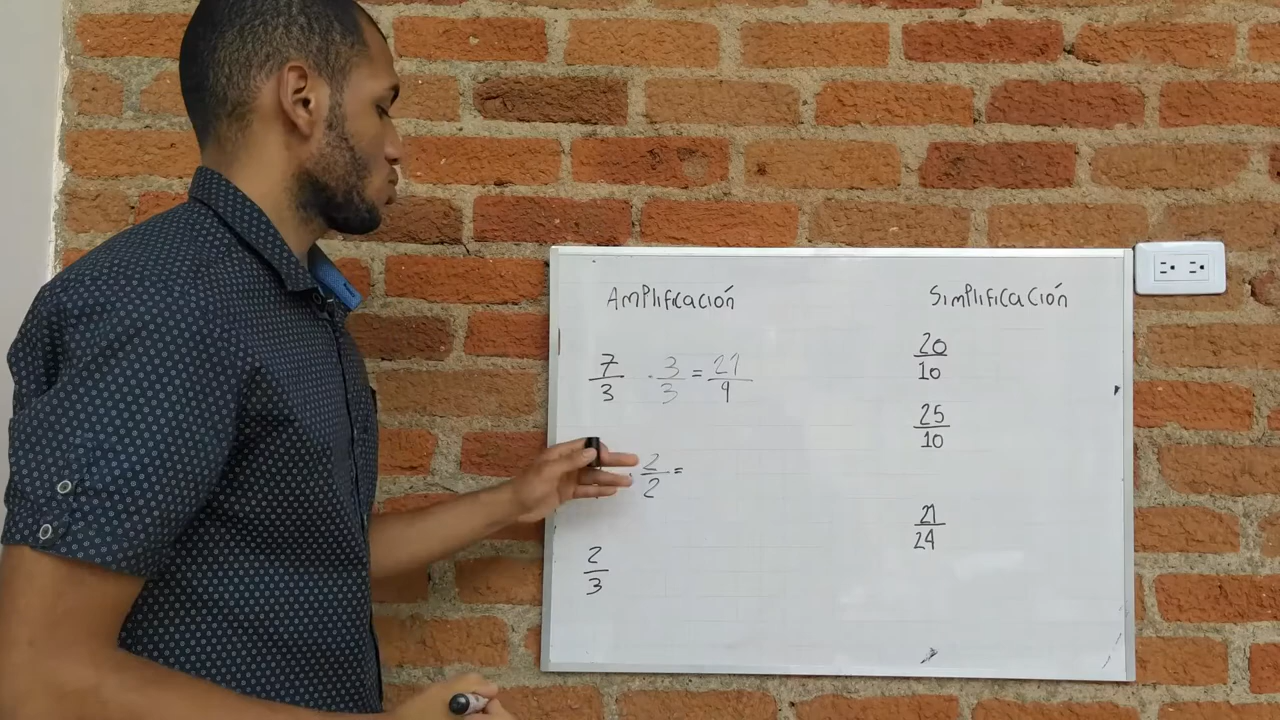 Amplificación
7/3 . 3/3 = 21/9
. 2/2 =
2/3
Simplificación
20/10
25/10
21/24